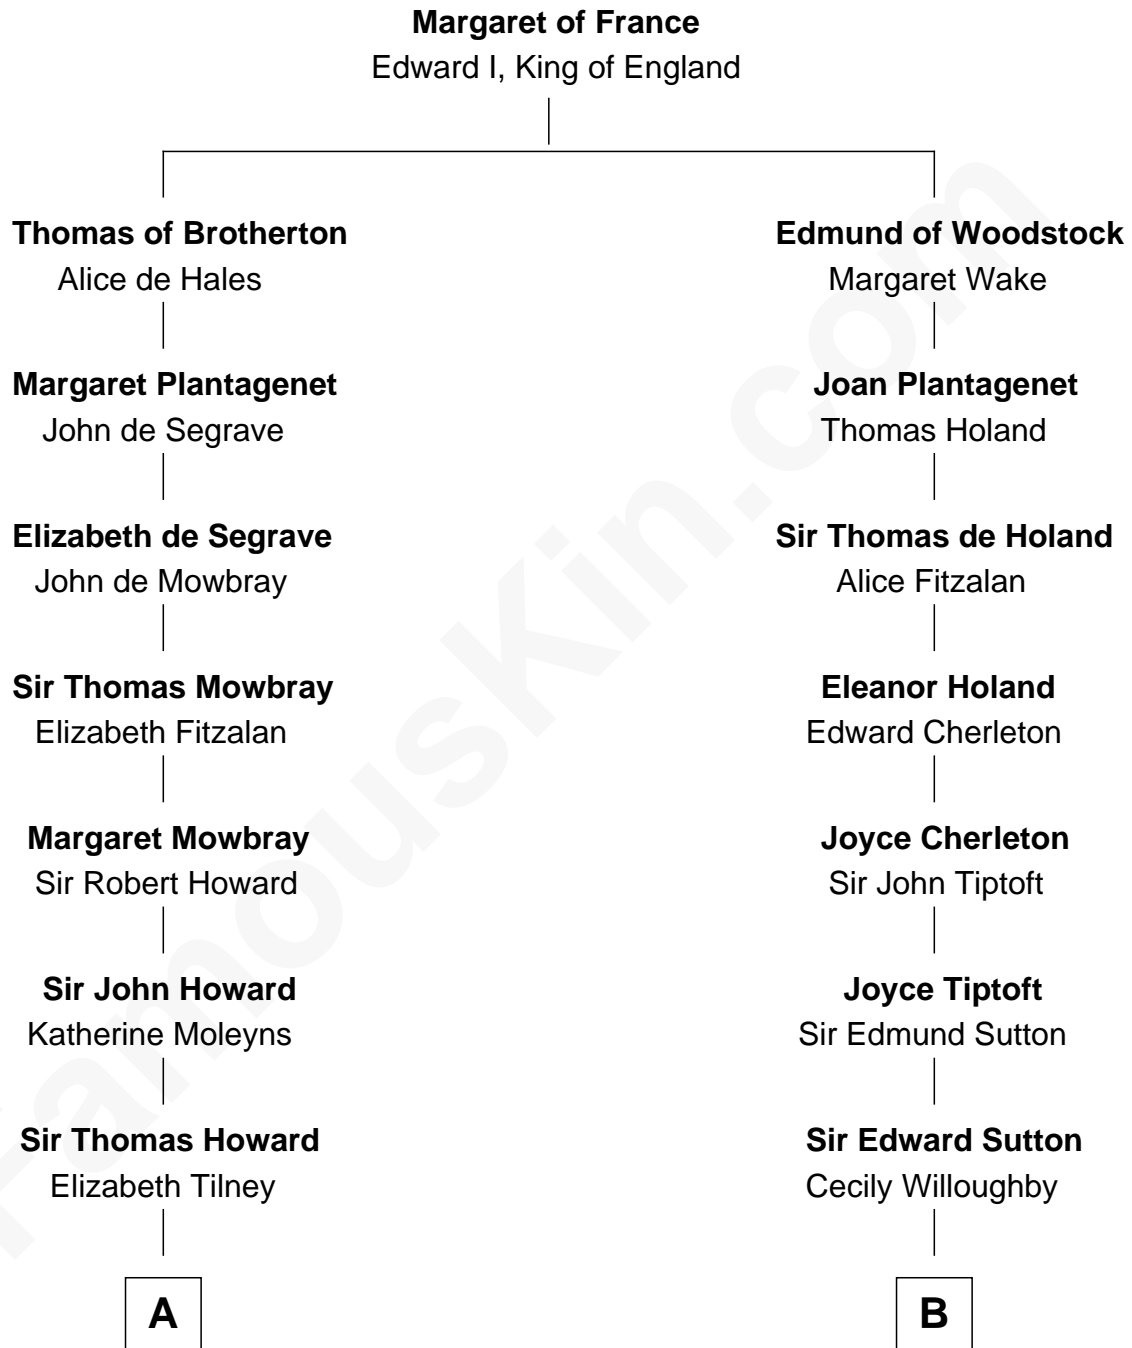 Margaret of France
Edward I, King of England
Thomas of Brotherton
Alice de Hales
Edmund of Woodstock
Margaret Wake
Margaret Plantagenet
John de Segrave
Joan Plantagenet
Thomas Holand
Elizabeth de Segrave
John de Mowbray
Sir Thomas de Holand
Alice Fitzalan
Sir Thomas Mowbray
Elizabeth Fitzalan
Eleanor Holand
Edward Cherleton
Margaret Mowbray
Sir Robert Howard
Joyce Cherleton
Sir John Tiptoft
Sir John Howard
Katherine Moleyns
Joyce Tiptoft
Sir Edmund Sutton
Sir Thomas Howard
Elizabeth Tilney
Sir Edward Sutton
Cecily Willoughby
A
B
FamousKin.com